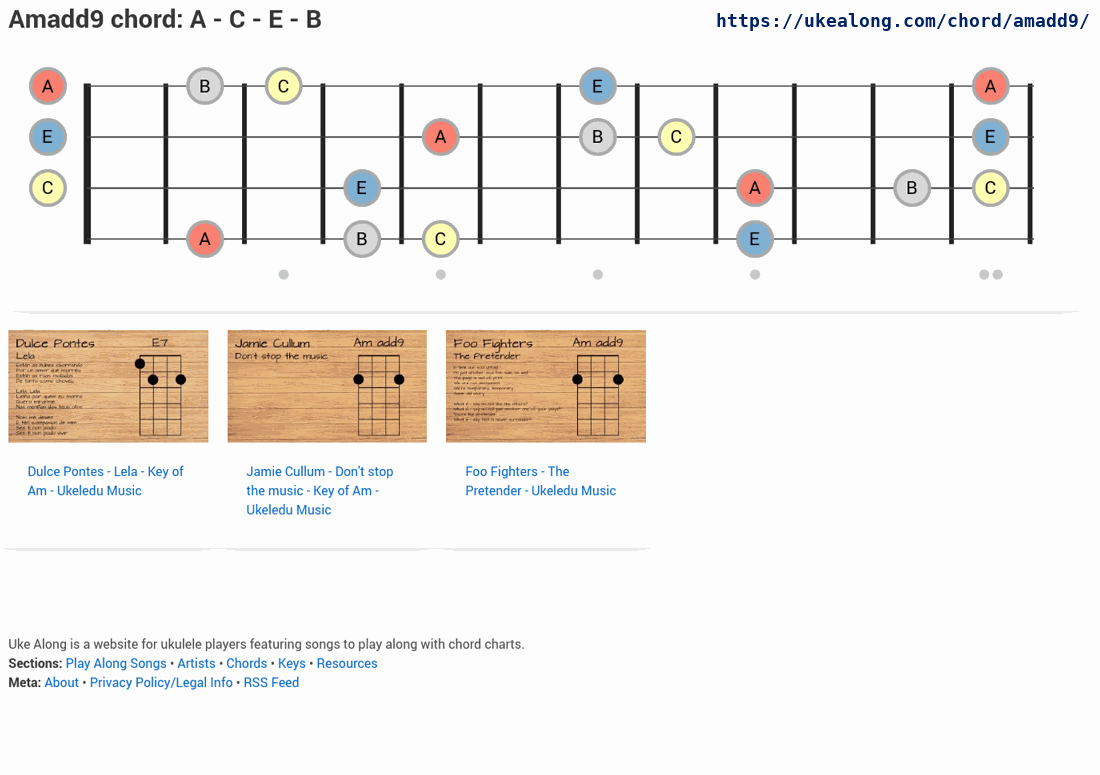 Amadd9 chord: A - C - E - B
https://ukealong.com/chord/amadd9/
A B C E A
E A B C E
C E A B C
A B C E
Dulce Pontes E7
Lela
Lela, Lela
Jamie Cullum Am add9
Don't stop the music
Foo Fighters Am add9
The Pretender
Dulce Pontes - Lela - Key of
Am - Ukeledu Music
Jamie Cullum - Don't stop
the music - Key of Am -
Ukeledu Music
Foo Fighters - The
Pretender - Ukeledu Music
Uke Along is a website for ukulele players featuring songs to play along with chord charts.
Sections: Play Along Songs • Artists • Chords • Keys • Resources
Meta: About • Privacy Policy/Legal Info • RSS Feed